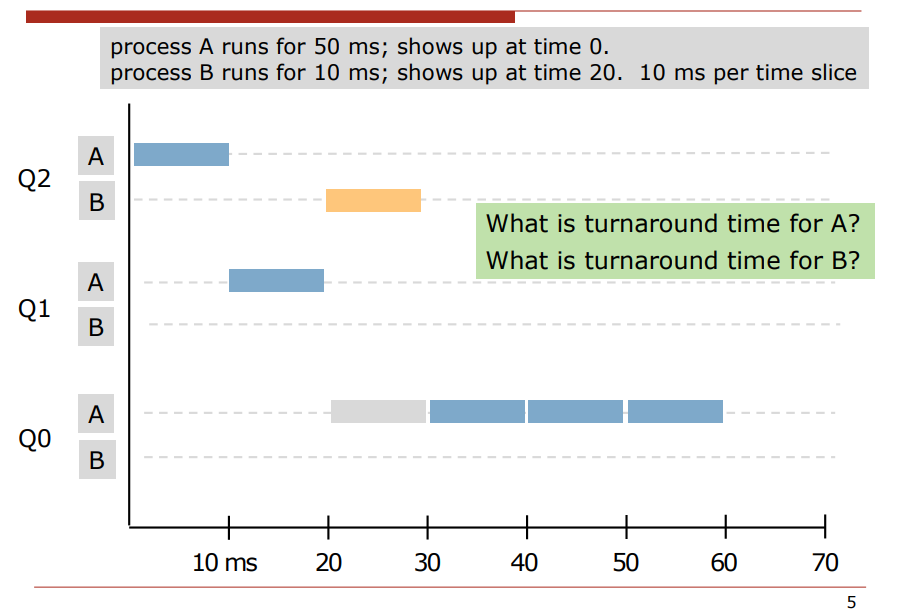 process A runs for 50 ms; shows up at time 0.
process B runs for 10 ms; shows up at time 20.  10 ms per time slice
A
Q2
B
What is turnaround time for A?
What is turnaround time for B?
A
Q1
B
A
Q0
B
10 ms 20 30 40 50 60 70
5